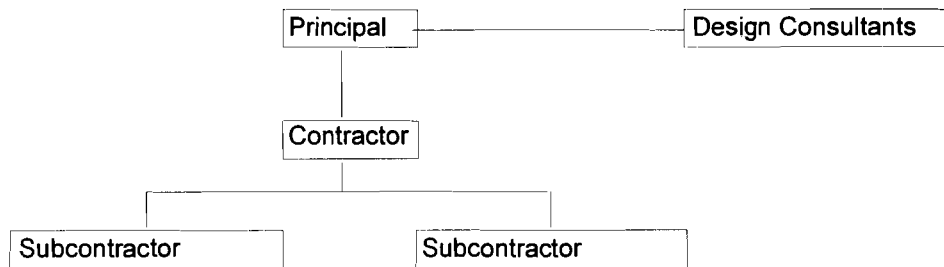 Principal
Design Consultants
Contractor
Subcontractor
Subcontractor